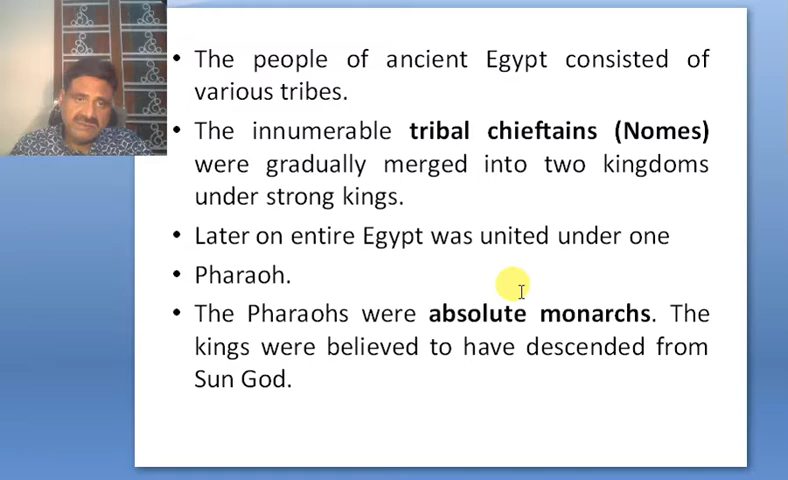 • The people of ancient Egypt consisted of
various tribes.
• The innumerable tribal chieftains (Nomes)
were gradually merged into two kingdoms
under strong kings.
• Later on entire Egypt was united under one
• Pharaoh.
• The Pharaohs were absolute monarchs. The
kings were believed to have descended from
Sun God.